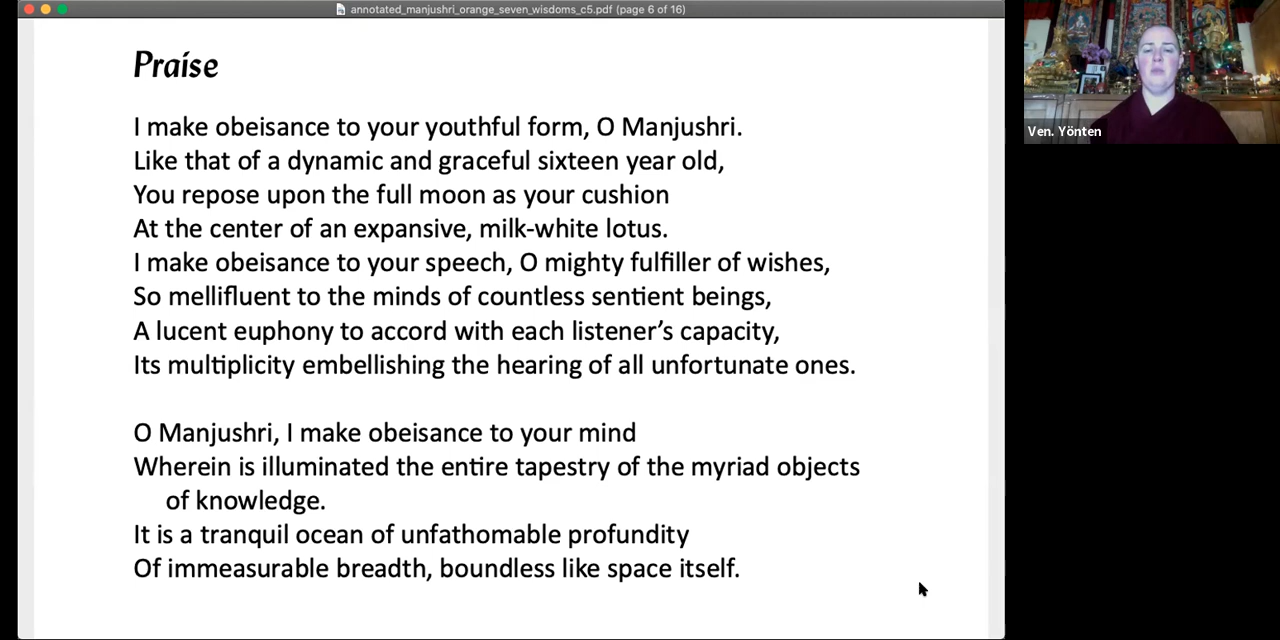 annotated_manjushri_orange_seven_wisdoms_c5.pdf (page 6 of 16)
Praise
I make obeisance to your youthful form, O Manjushri.
Like that of a dynamic and graceful sixteen year old,
You repose upon the full moon as your cushion
At the center of an expansive, milk-white lotus.
I make obeisance to your speech, O mighty fulfiller of wishes,
So mellifluent to the minds of countless sentient beings,
A lucent euphony to accord with each listener’s capacity,
Its multiplicity embellishing the hearing of all unfortunate ones.
O Manjushri, I make obeisance to your mind
Wherein is illuminated the entire tapestry of the myriad objects
of knowledge.
It is a tranquil ocean of unfathomable profundity
Of immeasurable breadth, boundless like space itself.
Ven. Yönten